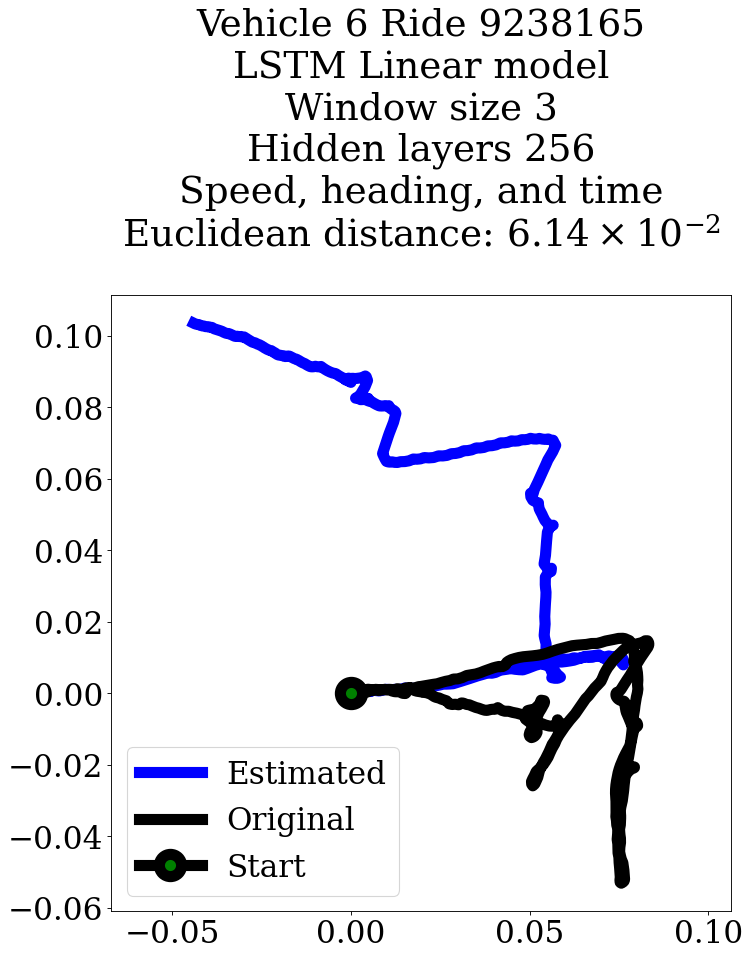 Vehicle 6 Ride 9238165
LSTM Linear model
Window size 3
Hidden layers 256
Speed, heading, and time
Euclidean distance: 6.14 × 10⁻²
0.10
0.08
0.06
0.04
0.02
0.00
−0.02
−0.04
−0.06
Estimated
Original
Start
−0.05 0.00 0.05 0.10